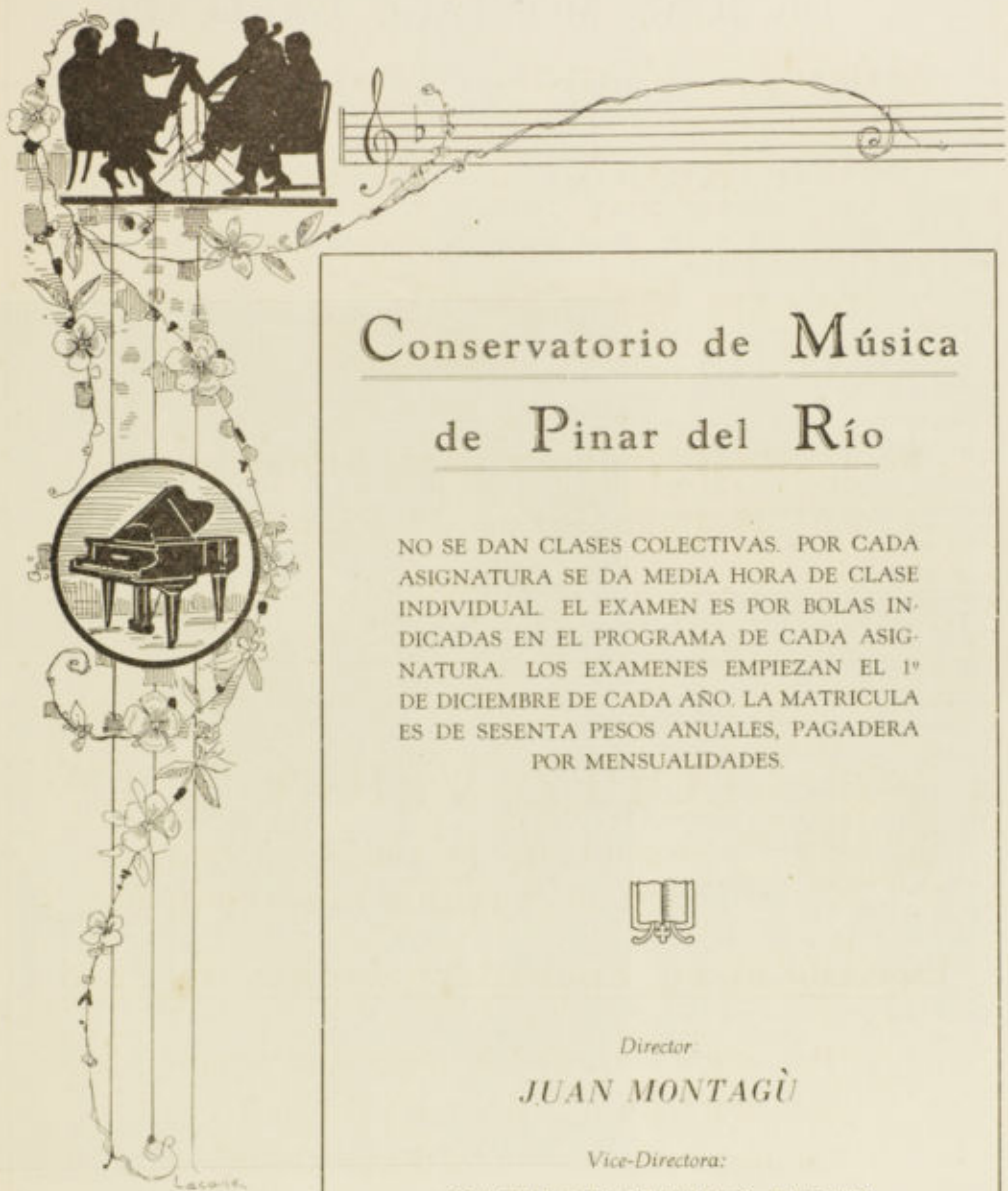 Conservatorio de Música
de Pinar del Río
NO SE DAN CLASES COLECTIVAS. POR CADA
ASIGNATURA SE DA MEDIA HORA DE CLASE
INDIVIDUAL. EL EXAMEN ES POR BOLAS IN-
DICADAS EN EL PROGRAMA DE CADA ASIG-
NATURA. LOS EXAMENES EMPIEZAN EL 1º
DE DICIEMBRE DE CADA AÑO. LA MATRICULA
ES DE SESENTA PESOS ANUALES, PAGADERA
POR MENSUALIDADES.
Director
JUAN MONTAGÙ
Vice-Directora: